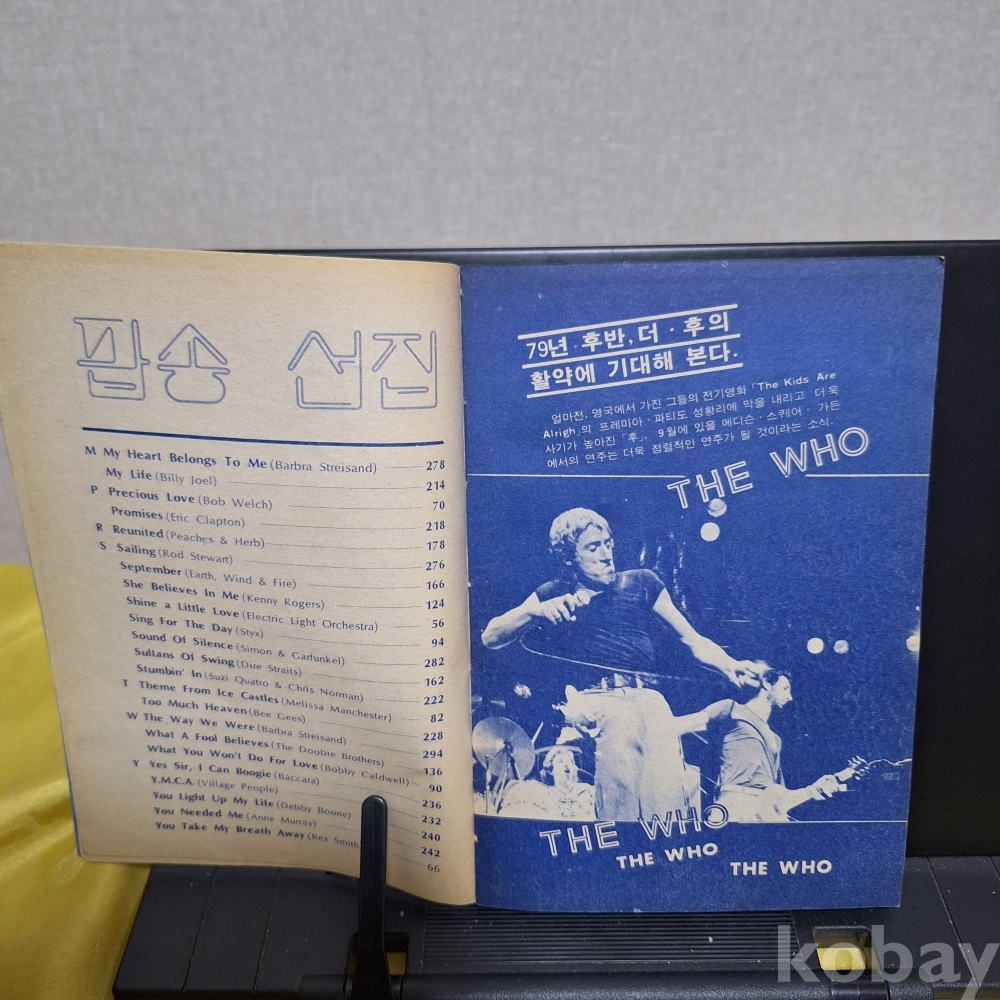 팝송 선집
M My Heart Belongs To Me (Barbra Streisand) 278
My Life (Billy Joel) 214
P Precious Love (Bob Welch) 70
Promises (Eric Clapton) 218
R Reunited (Peaches & Herb) 178
S Sailing (Rod Stewart) 276
September (Earth, Wind & Fire) 166
She Believes In Me (Kenny Rogers) 124
Shine a Little Love (Electric Light Orchestra) 56
Sing For The Day (Styx) 94
Sound Of Silence (Simon & Garfunkel) 282
Sultans Of Swing (Dire Straits) 162
Stumbin' In (Suzi Quatro & Chris Norman) 222
T Theme From Ice Castles (Melissa Manchester) 82
Too Much Heaven (Bee Gees) 228
W The Way We Were (Barbra Streisand) 294
What A Fool Believes (The Doobie Brothers) 136
What You Won't Do For Love (Bobby Caldwell) 90
Y Yes Sir, I Can Boogie (Baccara) 236
Y.M.C.A. (Village People) 232
You Light Up My Life (Debby Boone) 240
You Needed Me (Anne Murray) 242
You Take My Breath Away (Rex Smith) 66
79년 후반, 더·후의
활약에 기대해 본다.
얼마전, 영국에서 가진 그들의 전기영화「The Kids Are
Alrigh」의 프레미아·파티도 성황리에 막을 내리고 더욱
사기가 높아진「후」. 9월에 있을 메디슨·스퀘어·가든
에서의 연주는 더욱 정렬적인 연주가 될 것이라는 소식.
THE WHO
THE WHO
THE WHO
THE WHO
kobay